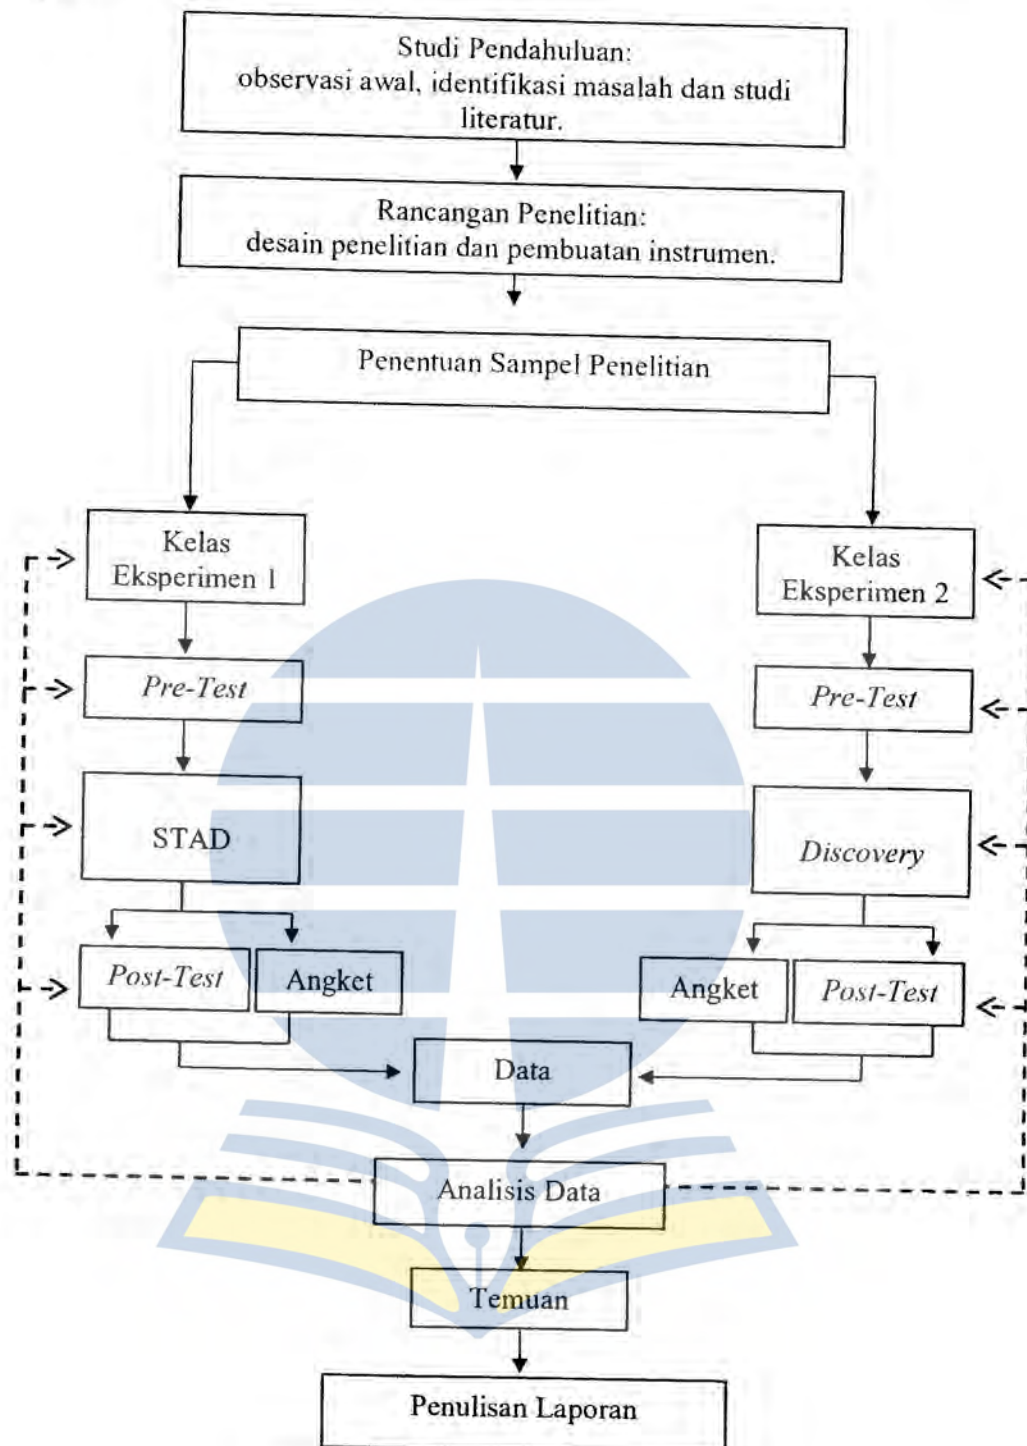 Studi Pendahuluan:
observasi awal, identifikasi masalah dan studi
literatur.
Rancangan Penelitian:
desain penelitian dan pembuatan instrumen.
Penentuan Sampel Penelitian
Kelas
Eksperimen 1
Kelas
Eksperimen 2
Pre-Test
Pre-Test
STAD
Discovery
Post-Test
Angket
Angket
Post-Test
Data
Analisis Data
Temuan
Penulisan Laporan